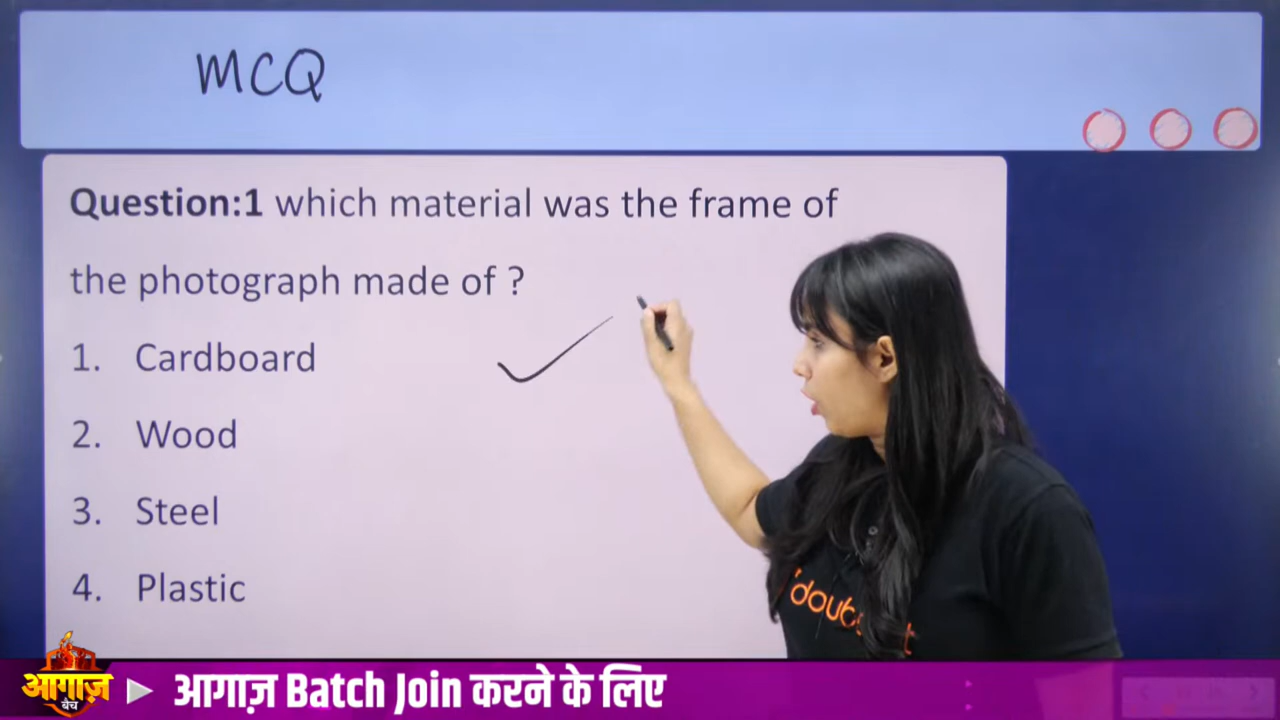 MCQ
Question:1 which material was the frame of
the photograph made of ?
1. Cardboard
2. Wood
3. Steel
4. Plastic
आगाज़
बैच
आगाज़ Batch Join करने के लिए